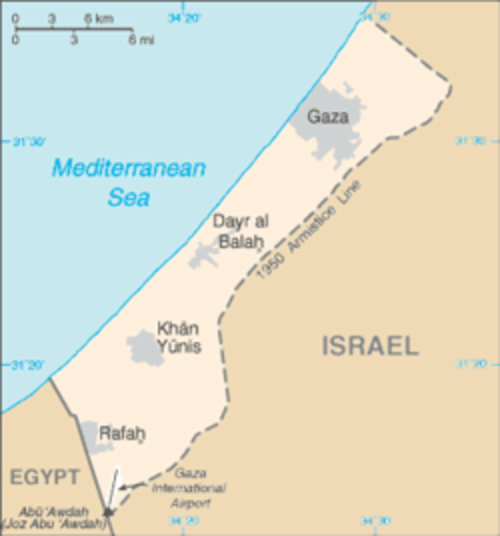 0 3 6 km
0 3 6 mi
34°20'
34°30'
Gaza
31°30'
31°30'
Mediterranean
Sea
1950 Armistice Line
Dayr al
Balaḥ
Khān
Yūnis
ISRAEL
31°20'
31°20'
Rafaḥ
EGYPT
Gaza
International
Airport
Abū 'Awdah
(Joz Abu 'Awdah)
34°20'
34°30'